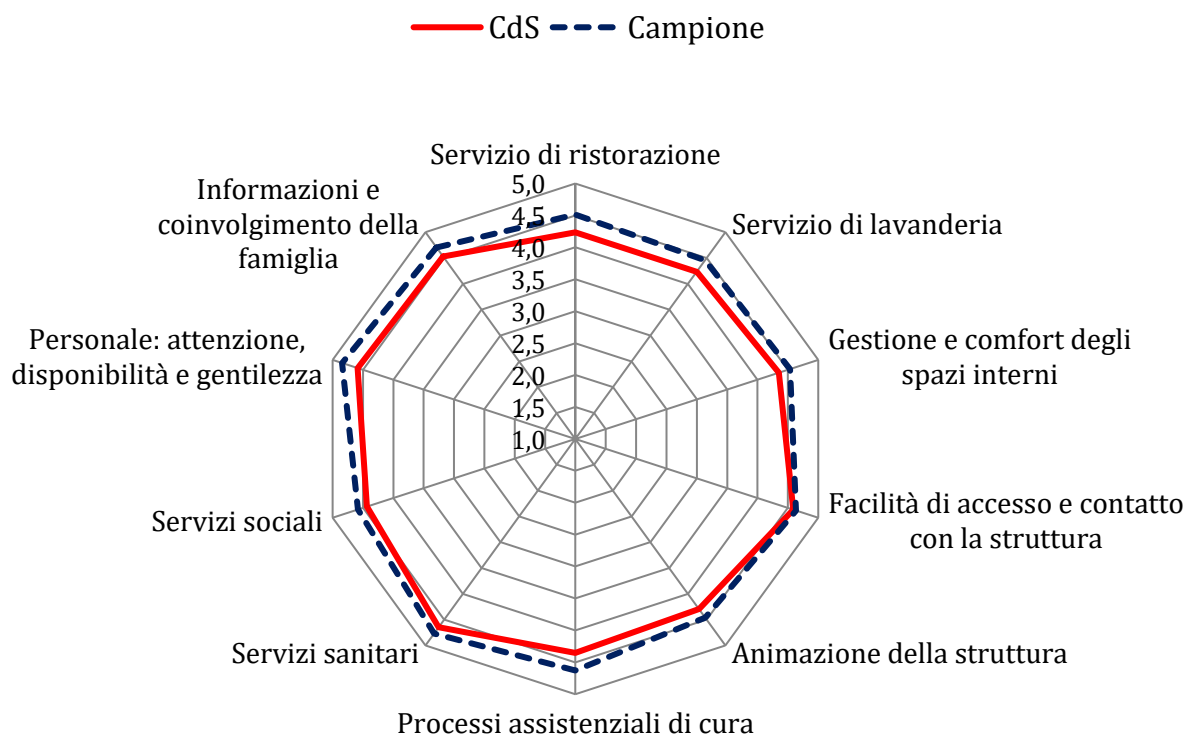 CdS
Campione
Servizio di ristorazione
Informazioni e
coinvolgimento della
famiglia
Servizio di lavanderia
Personale: attenzione,
disponibilità e gentilezza
Gestione e comfort degli
spazi interni
Servizi sociali
Facilità di accesso e contatto
con la struttura
Servizi sanitari
Animazione della struttura
Processi assistenziali di cura
5,0
4,5
4,0
3,5
3,0
2,5
2,0
1,5
1,0